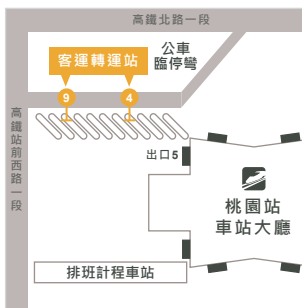 高鐵北路一段
客運轉運站
公車
臨停彎
9
4
高鐵站前西路一段
出口5
桃園站
車站大廳
排班計程車站